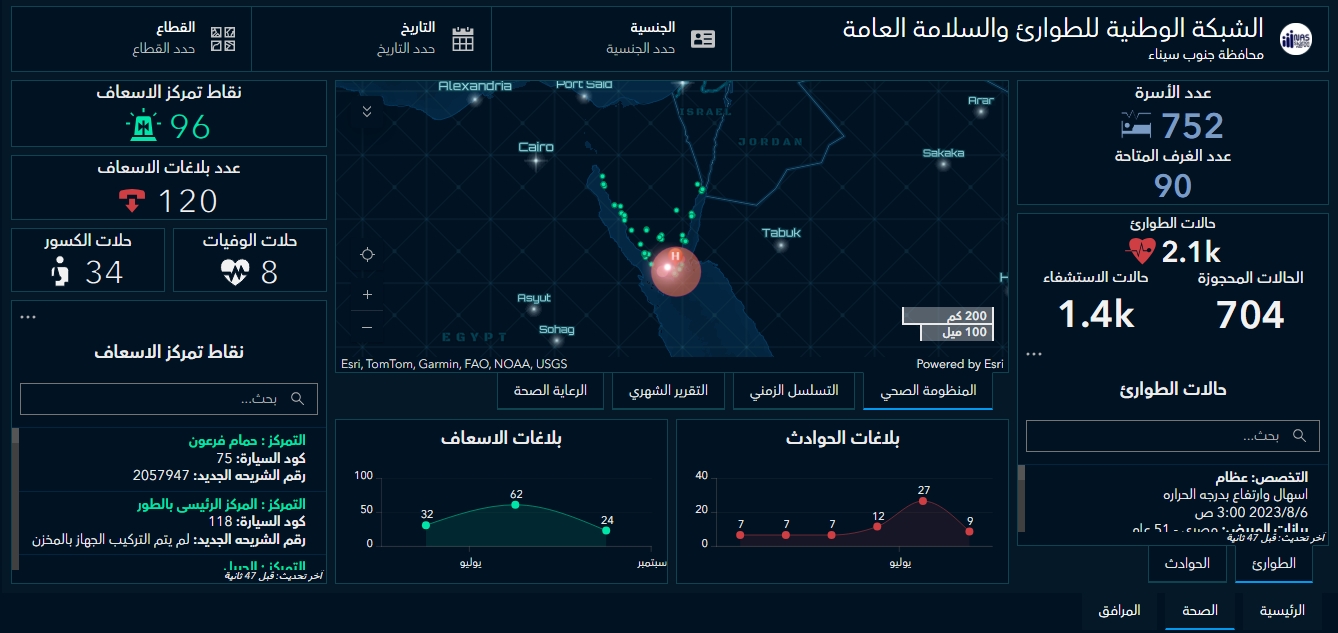 الشبكة الوطنية للطوارئ والسلامة العامة
محافظة جنوب سيناء
NAS
الجنسية
حدد الجنسية
التاريخ
حدد التاريخ
القطاع
حدد القطاع
عدد الأسرة
752
عدد الغرف المتاحة
90
حالات الطوارئ
2.1k
الحالات المحجوزة
704
حالات الاستشفاء
1.4k
حالات الطوارئ
بحث...
التخصص: عظام
اسهال وارتفاع بدرجه الحراره
2023/8/6 3:00 ص
بيانات المريض: مصري - 51 عام
آخر تحديث: قبل 47 ثانية
الطوارئ
الحوادث
Alexandria
Port Said
ISRAEL
Arar
JORDAN
Cairo
Sakaka
Tabuk
H
Asyut
Sohag
EGYPT
200 كم
100 ميل
Esri, TomTom, Garmin, FAO, NOAA, USGS
Powered by Esri
المنظومة الصحي
التسلسل الزمني
التقرير الشهري
الرعاية الصحة
بلاغات الحوادث
40
20
0
7
7
7
12
27
9
يوليو
بلاغات الاسعاف
100
50
0
32
62
24
يوليو
سبتمبر
نقاط تمركز الاسعاف
96
عدد بلاغات الاسعاف
120
حلات الوفيات
8
حلات الكسور
34
نقاط تمركز الاسعاف
بحث...
التمركز : حمام فرعون
كود السيارة: 75
رقم الشريحه الجديد: 2057947
التمركز : المركز الرئيسى بالطور
كود السيارة: 118
رقم الشريحه الجديد: لم يتم التركيب الجهاز بالمخزن
التمركز : الجبيل
آخر تحديث: قبل 47 ثانية
الرئيسية
الصحة
المرافق